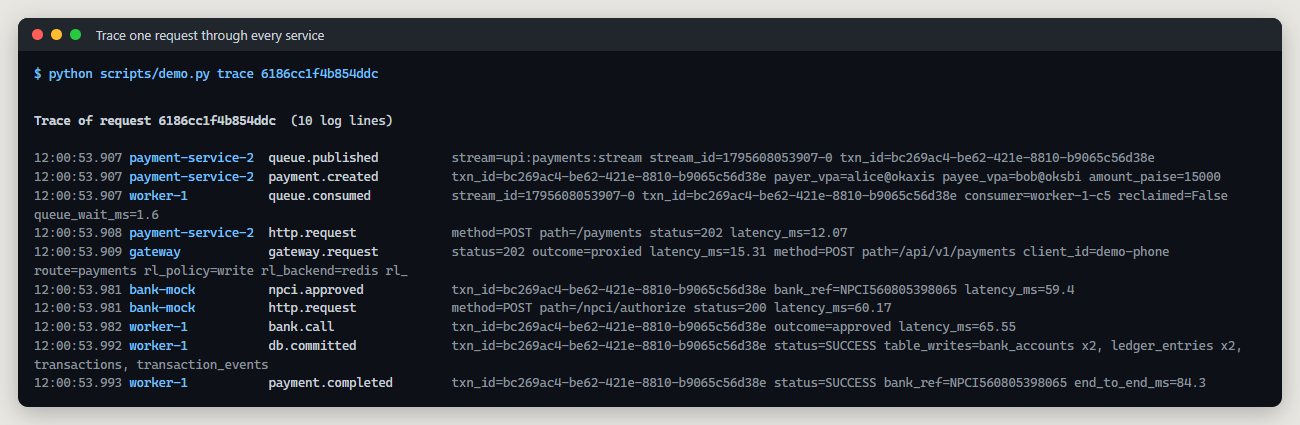 Trace one request through every service
$ python scripts/demo.py trace 6186cc1f4b854ddc
Trace of request 6186cc1f4b854ddc (10 log lines)
12:00:53.907 payment-service-2 queue.published stream=upi:payments:stream stream_id=1795608053907-0 txn_id=bc269ac4-be62-421e-8810-b9065c56d38e
12:00:53.907 payment-service-2 payment.created txn_id=bc269ac4-be62-421e-8810-b9065c56d38e payer_vpa=alice@okaxis payee_vpa=bob@oksbi amount_paise=15000
12:00:53.907 worker-1 queue.consumed stream_id=1795608053907-0 txn_id=bc269ac4-be62-421e-8810-b9065c56d38e consumer=worker-1-c5 reclaimed=False
queue_wait_ms=1.6
12:00:53.908 payment-service-2 http.request method=POST path=/payments status=202 latency_ms=12.07
12:00:53.909 gateway gateway.request status=202 outcome=proxied latency_ms=15.31 method=POST path=/api/v1/payments client_id=demo-phone
route=payments rl_policy=write rl_backend=redis rl_
12:00:53.981 bank-mock npci.approved txn_id=bc269ac4-be62-421e-8810-b9065c56d38e bank_ref=NPCI560805398065 latency_ms=59.4
12:00:53.981 bank-mock http.request method=POST path=/npci/authorize status=200 latency_ms=60.17
12:00:53.982 worker-1 bank.call txn_id=bc269ac4-be62-421e-8810-b9065c56d38e outcome=approved latency_ms=65.55
12:00:53.992 worker-1 db.committed txn_id=bc269ac4-be62-421e-8810-b9065c56d38e status=SUCCESS table_writes=bank_accounts x2, ledger_entries x2,
transactions, transaction_events
12:00:53.993 worker-1 payment.completed txn_id=bc269ac4-be62-421e-8810-b9065c56d38e status=SUCCESS bank_ref=NPCI560805398065 end_to_end_ms=84.3